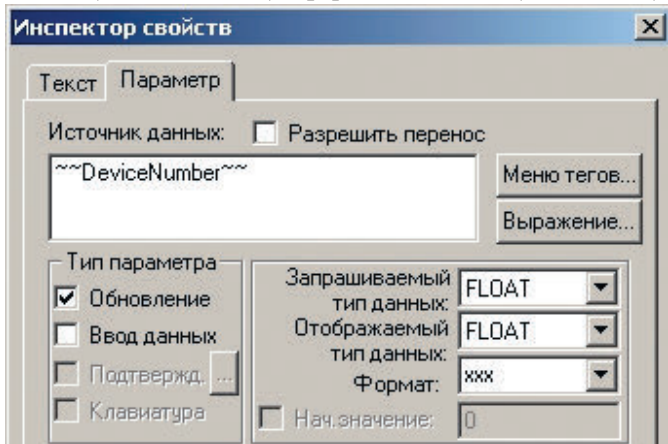 Инспектор свойств
Текст Параметр
Источник данных: Разрешить перенос
~~DeviceNumber~~
Меню тегов...
Выражение...
Тип параметра
Обновление
Ввод данных
Подтвержд. ...
Клавиатура
Запрашиваемый тип данных: FLOAT
Отображаемый тип данных: FLOAT
Формат: xxx
Нач.значение: 0